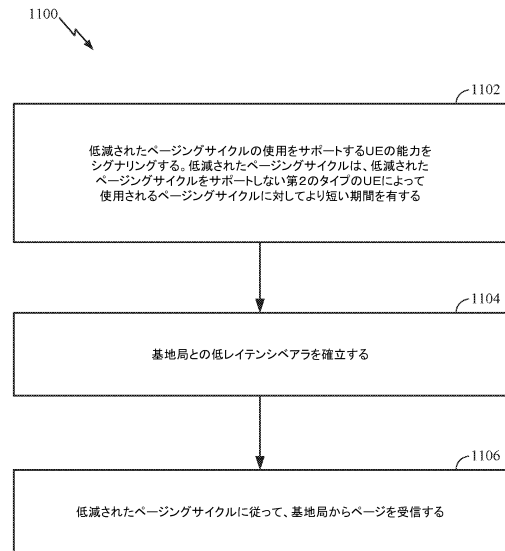 1100
1102
低減されたページングサイクルの使用をサポートするUEの能力を
シグナリングする。低減されたページングサイクルは、低減された
ページングサイクルをサポートしない第2のタイプのUEによって
使用されるページングサイクルに対してより短い期間を有する
1104
基地局との低レイテンシベアラを確立する
1106
低減されたページングサイクルに従って、基地局からページを受信する